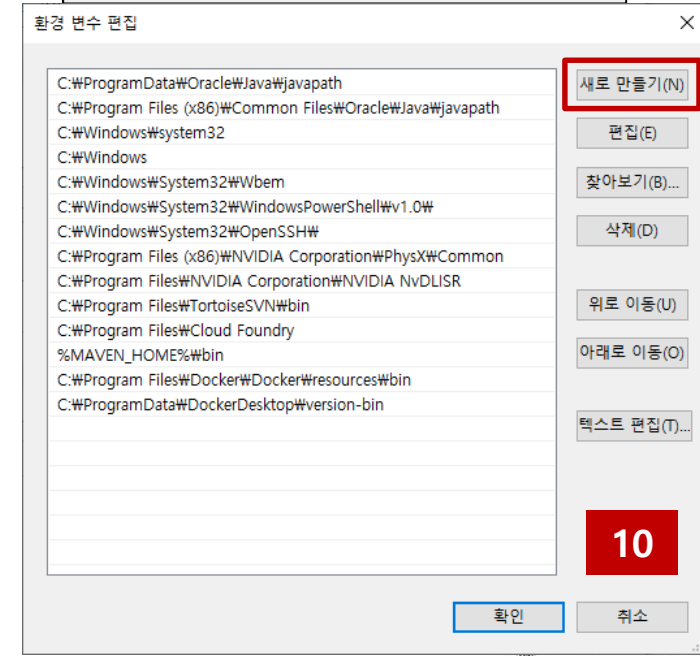 환경 변수 편집
C:₩ProgramData₩Oracle₩Java₩javapath
C:₩Program Files (x86)₩Common Files₩Oracle₩Java₩javapath
C:₩Windows₩system32
C:₩Windows
C:₩Windows₩System32₩Wbem
C:₩Windows₩System32₩WindowsPowerShell₩v1.0₩
C:₩Windows₩System32₩OpenSSH₩
C:₩Program Files (x86)₩NVIDIA Corporation₩PhysX₩Common
C:₩Program Files₩NVIDIA Corporation₩NVIDIA NvDLISR
C:₩Program Files₩TortoiseSVN₩bin
C:₩Program Files₩Cloud Foundry
%MAVEN_HOME%₩bin
C:₩Program Files₩Docker₩Docker₩resources₩bin
C:₩ProgramData₩DockerDesktop₩version-bin
새로 만들기(N)
편집(E)
찾아보기(B)...
삭제(D)
위로 이동(U)
아래로 이동(O)
텍스트 편집(T)...
10
확인
취소